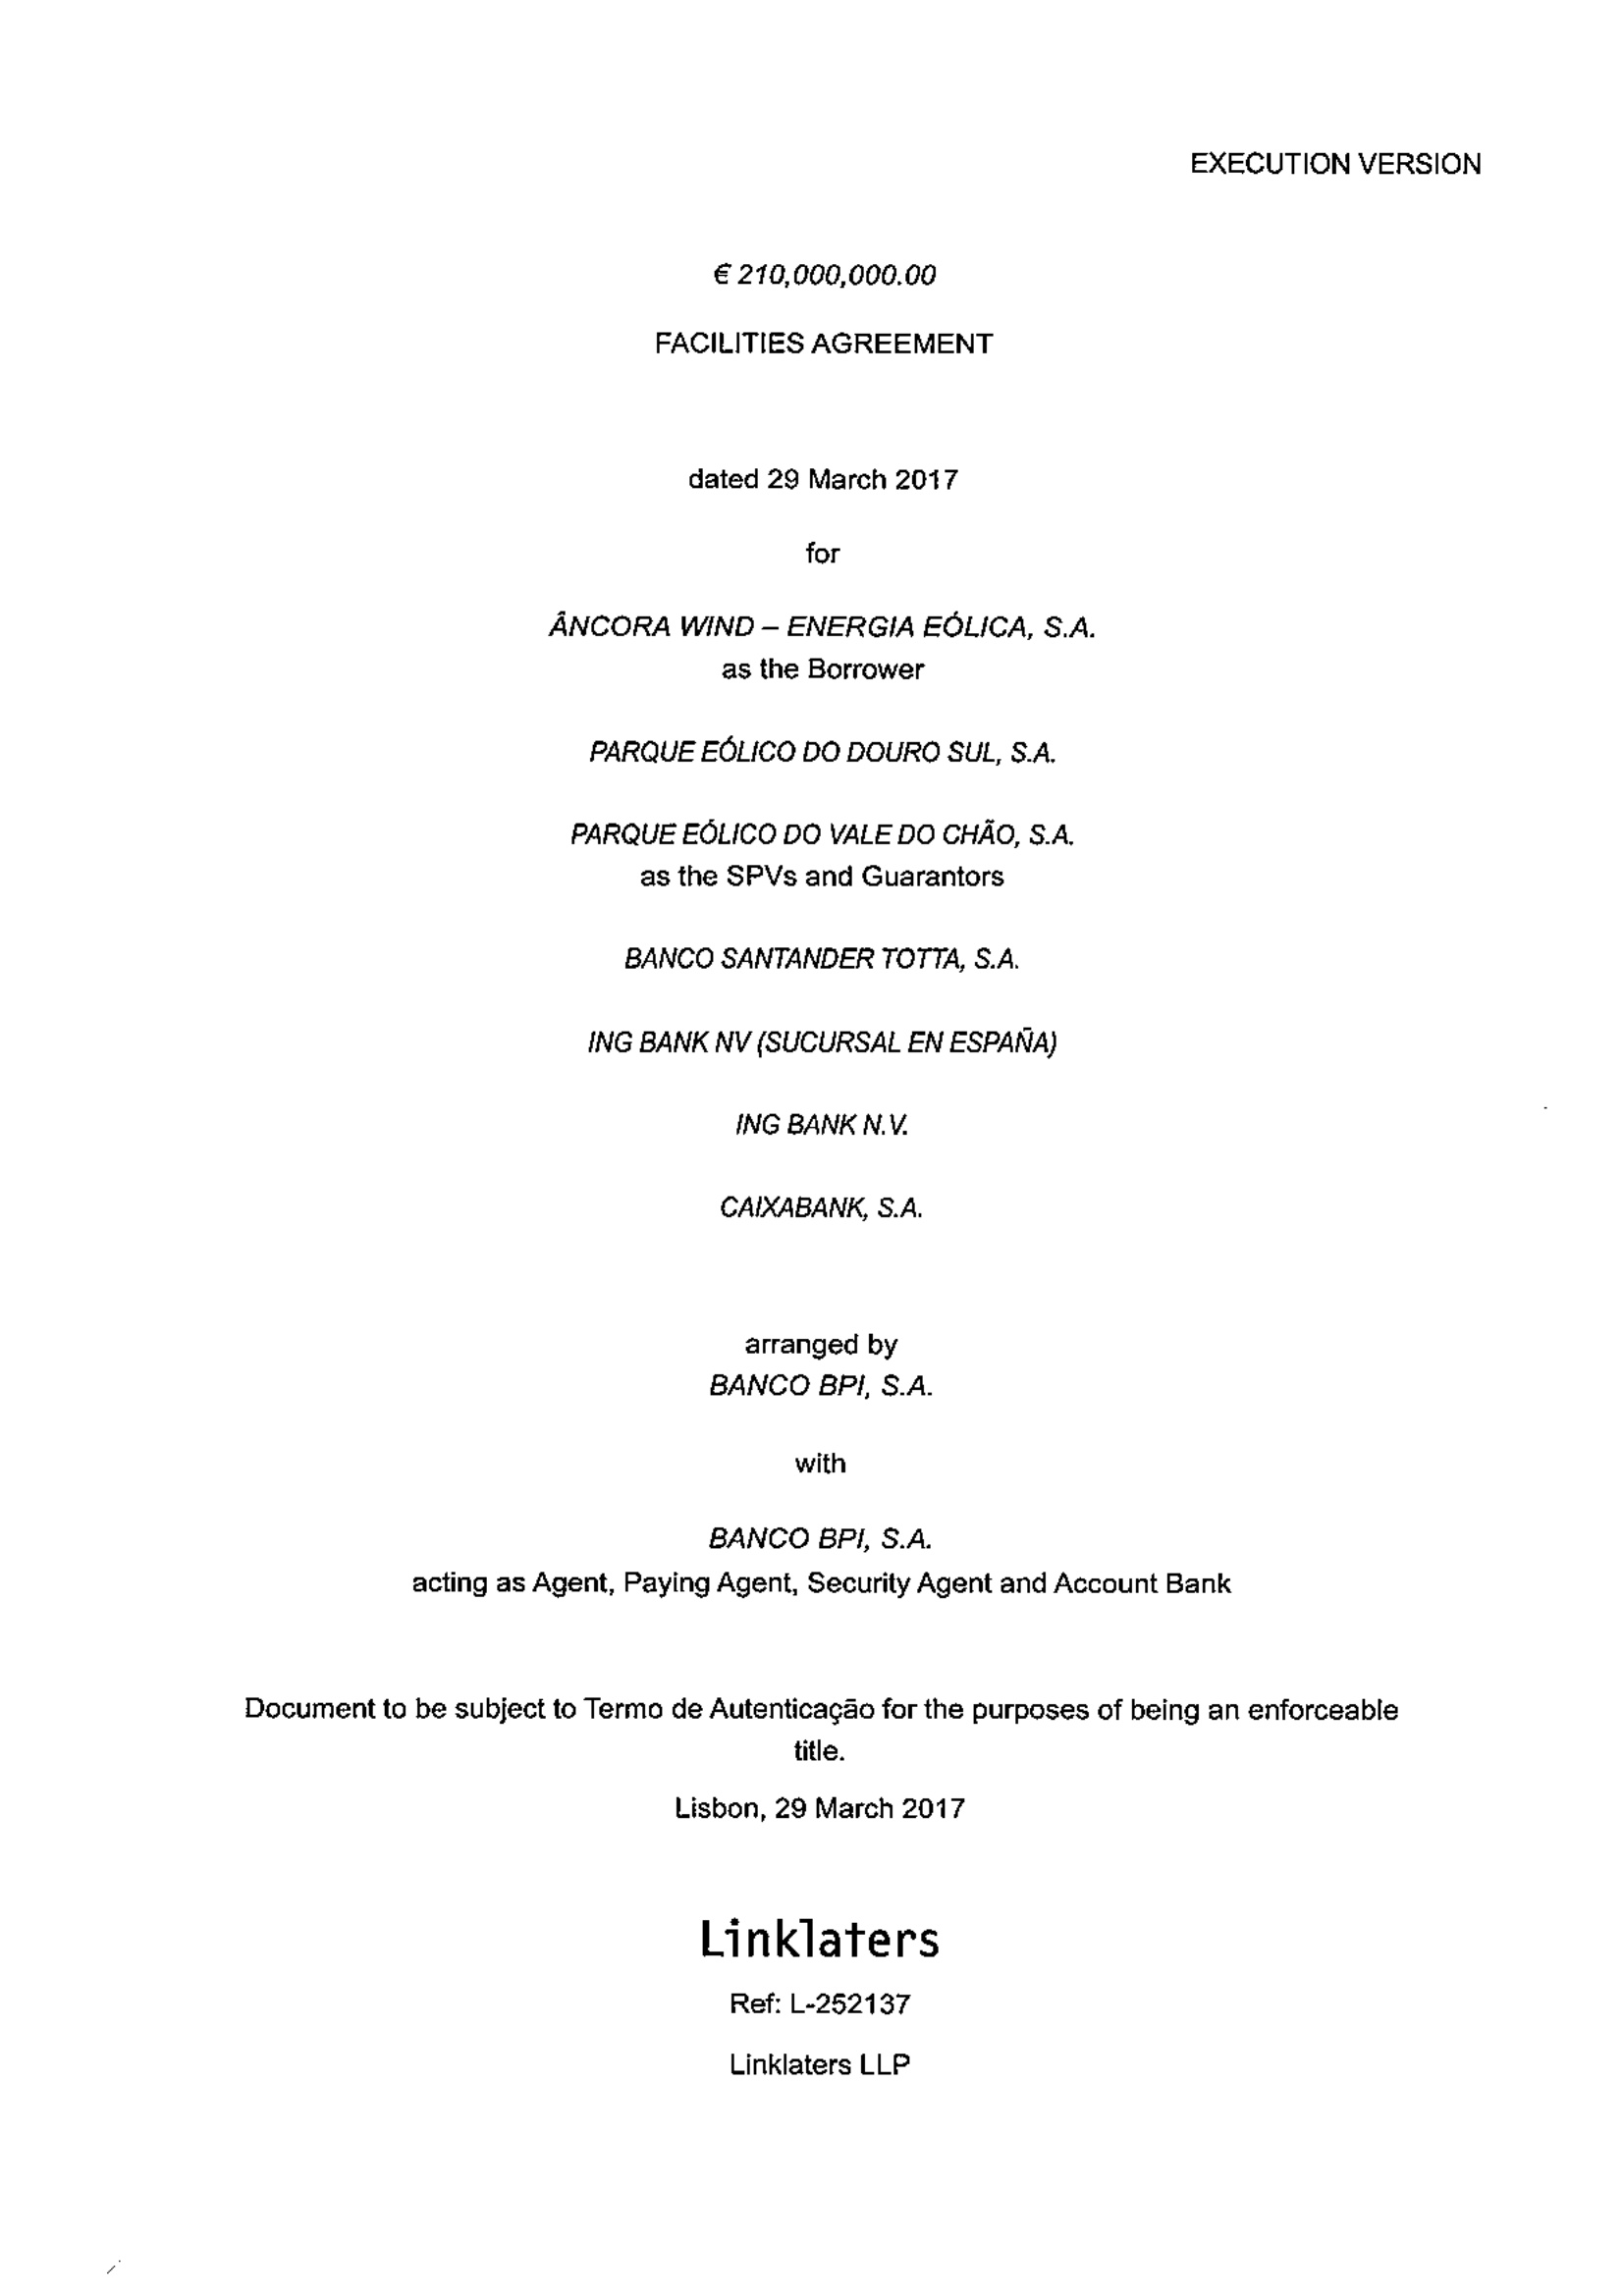 EXECUTION VERSION
€ 210,000,000.00
FACILITIES AGREEMENT
dated 29 March 2017
for
ÂNCORA WIND – ENERGIA EÓLICA, S.A.
as the Borrower
PARQUE EÓLICO DO DOURO SUL, S.A.
PARQUE EÓLICO DO VALE DO CHÃO, S.A.
as the SPVs and Guarantors
BANCO SANTANDER TOTTA, S.A.
ING BANK NV (SUCURSAL EN ESPAÑA)
ING BANK N.V.
CAIXABANK, S.A.
arranged by
BANCO BPI, S.A.
with
BANCO BPI, S.A.
acting as Agent, Paying Agent, Security Agent and Account Bank
Document to be subject to Termo de Autenticação for the purposes of being an enforceable
title.
Lisbon, 29 March 2017
Linklaters
Ref: L-252137
Linklaters LLP